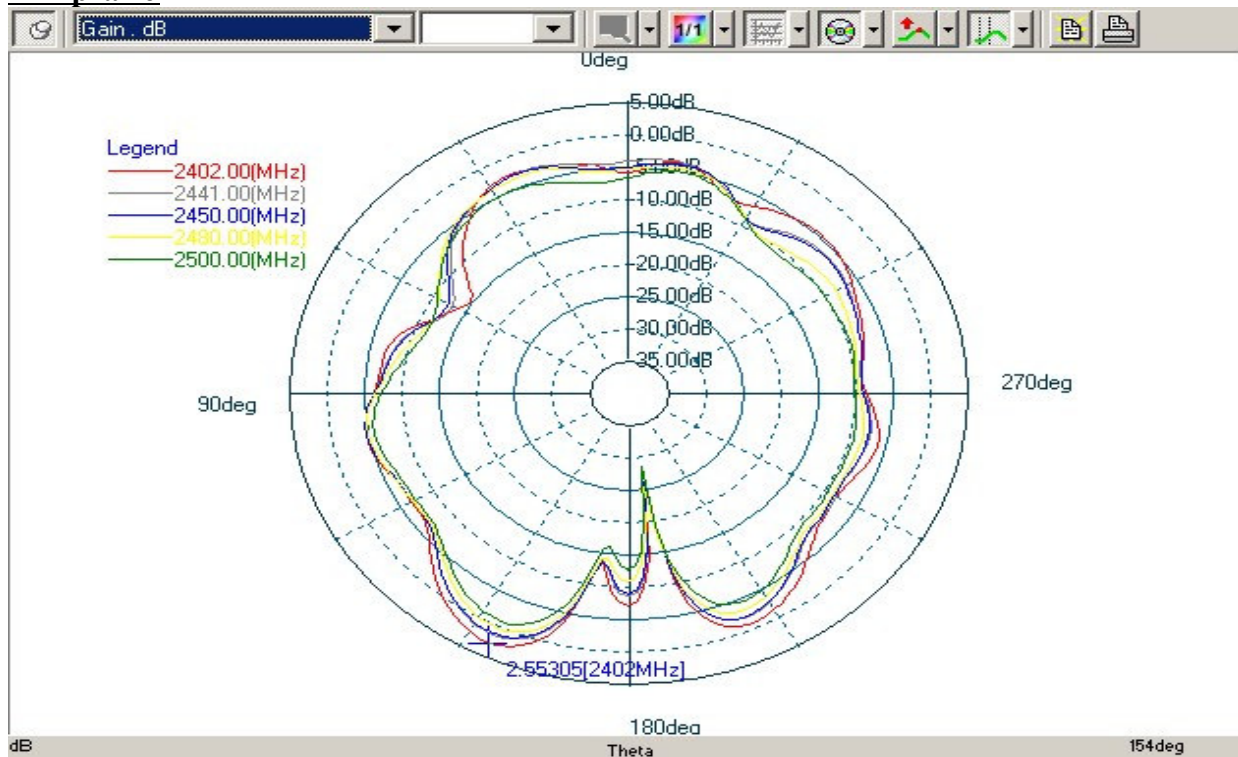 Gain . dB
1/1
0deg
5.00dB
0.00dB
-10.00dB
-15.00dB
-20.00dB
-25.00dB
-30.00dB
35.00dB
Legend
2402.00(MHz)
2441.00(MHz)
2450.00(MHz)
2480.00(MHz)
2500.00(MHz)
90deg
270deg
2.55305[2402MHz]
180deg
dB
Theta
154deg